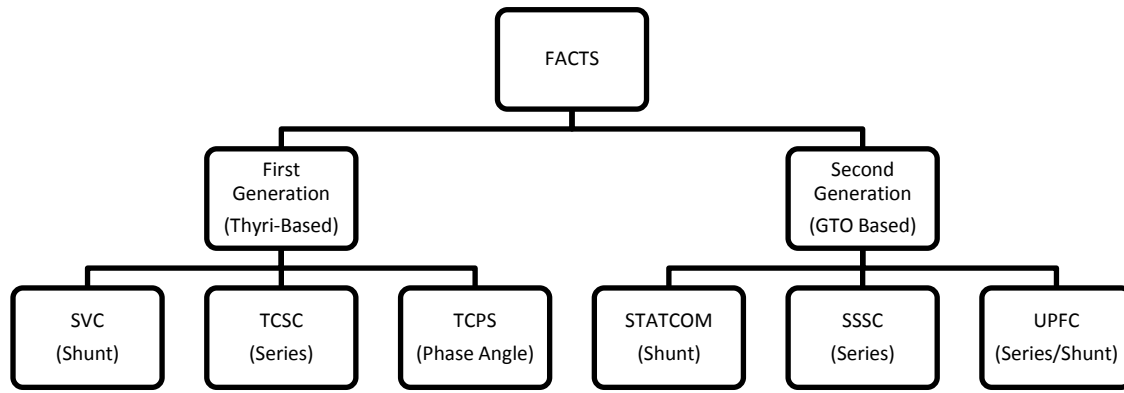 FACTS
First
Generation
(Thyri-Based)
Second
Generation
(GTO Based)
SVC
(Shunt)
TCSC
(Series)
TCPS
(Phase Angle)
STATCOM
(Shunt)
SSSC
(Series)
UPFC
(Series/Shunt)